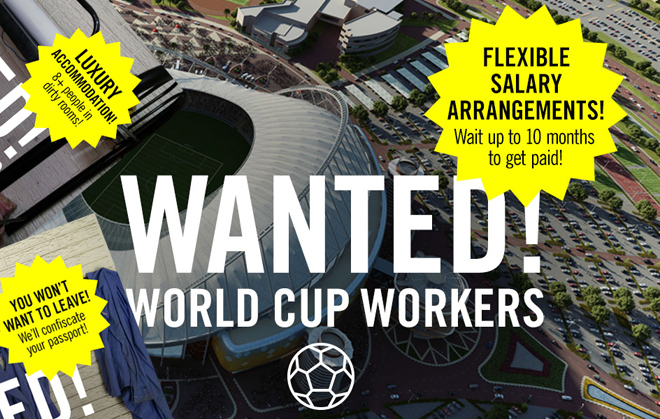 LUXURY
ACCOMMODATION!
8+ people in
dirty rooms!
FLEXIBLE
SALARY
ARRANGEMENTS!
Wait up to 10 months
to get paid!
WANTED!
WORLD CUP WORKERS
YOU WON'T
WANT TO LEAVE!
We'll confiscate
your passport!
ED!